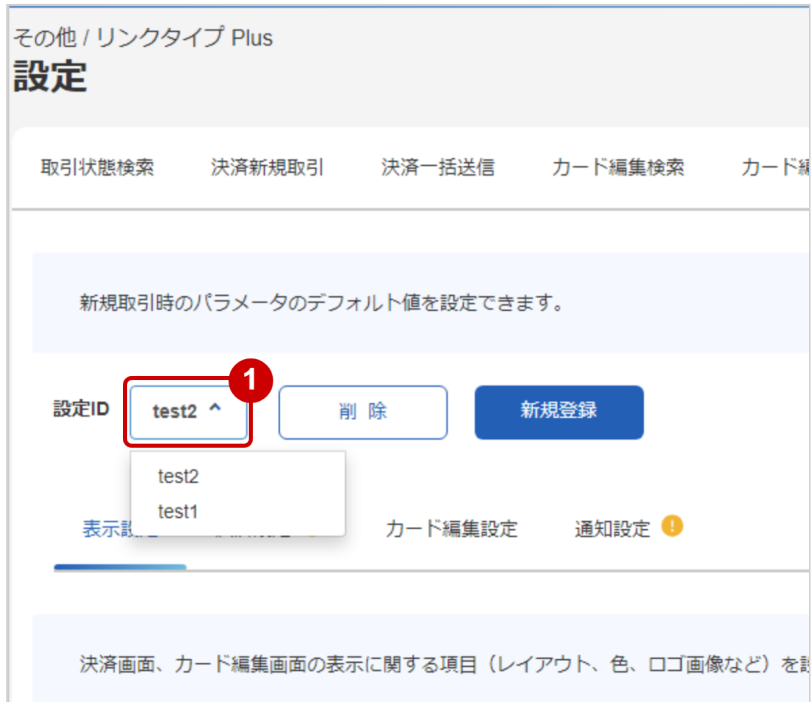 その他 / リンクタイプ Plus
設定
取引状態検索 決済新規取引 決済一括送信 カード編集検索 カード編
新規取引時のパラメータのデフォルト値を設定できます。
1
設定ID test2 削 除 新規登録
test2
test1
表示設 カード編集設定 通知設定 !
決済画面、カード編集画面の表示に関する項目（レイアウト、色、ロゴ画像など）を設